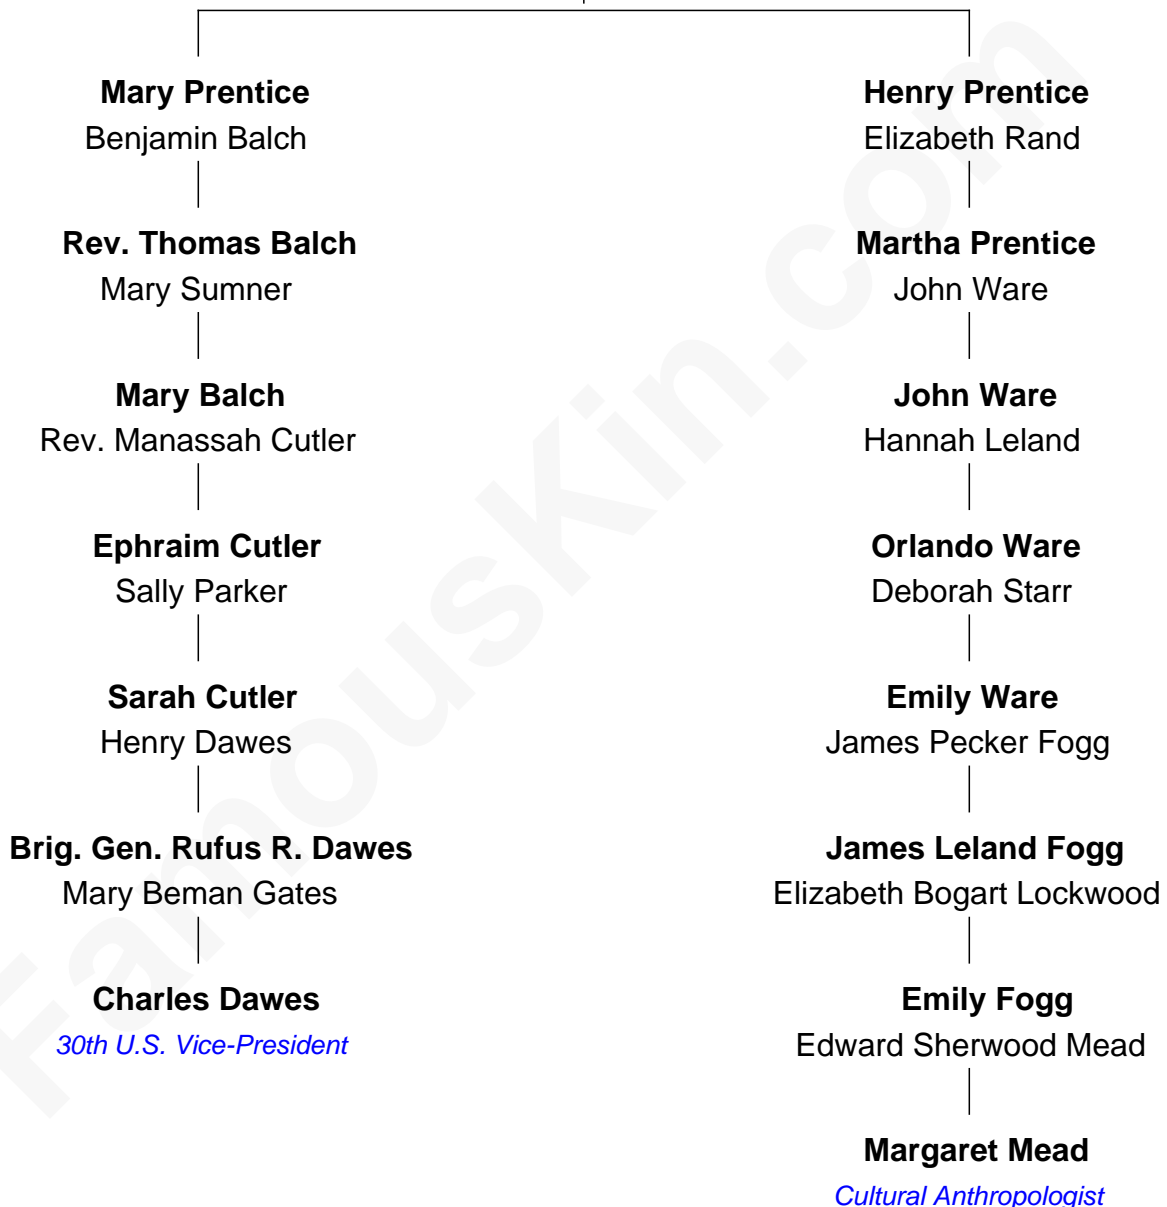 Mary Prentice
Benjamin Balch
Rev. Thomas Balch
Mary Sumner
Mary Balch
Rev. Manassah Cutler
Ephraim Cutler
Sally Parker
Sarah Cutler
Henry Dawes
Brig. Gen. Rufus R. Dawes
Mary Beman Gates
Charles Dawes
30th U.S. Vice-President
Henry Prentice
Elizabeth Rand
Martha Prentice
John Ware
John Ware
Hannah Leland
Orlando Ware
Deborah Starr
Emily Ware
James Pecker Fogg
James Leland Fogg
Elizabeth Bogart Lockwood
Emily Fogg
Edward Sherwood Mead
Margaret Mead
Cultural Anthropologist
FamousKin.com